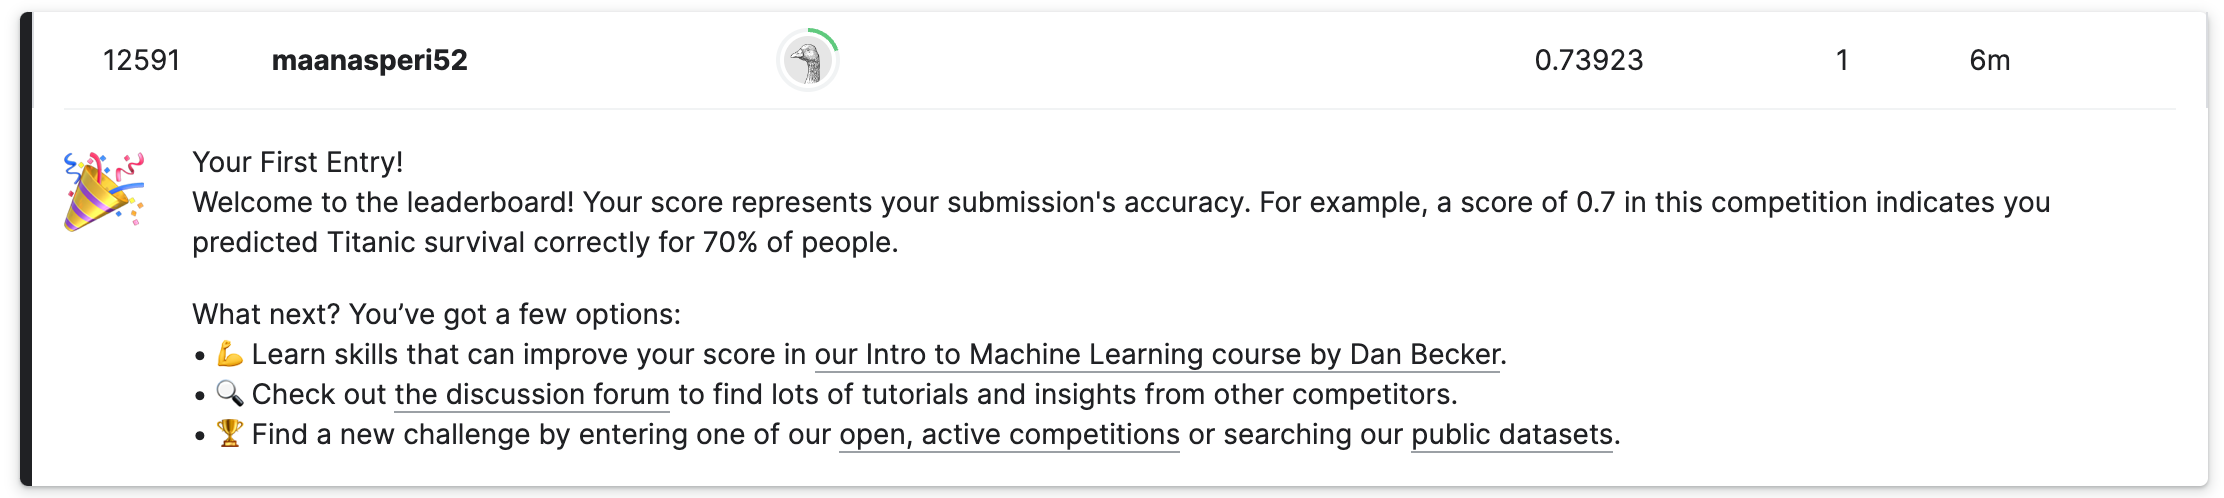 12591 maanasperi52 0.73923 1 6m
Your First Entry!
Welcome to the leaderboard! Your score represents your submission's accuracy. For example, a score of 0.7 in this competition indicates you
predicted Titanic survival correctly for 70% of people.
What next? You’ve got a few options:
• 💪 Learn skills that can improve your score in our Intro to Machine Learning course by Dan Becker.
• 🔍 Check out the discussion forum to find lots of tutorials and insights from other competitors.
• 🏆 Find a new challenge by entering one of our open, active competitions or searching our public datasets.